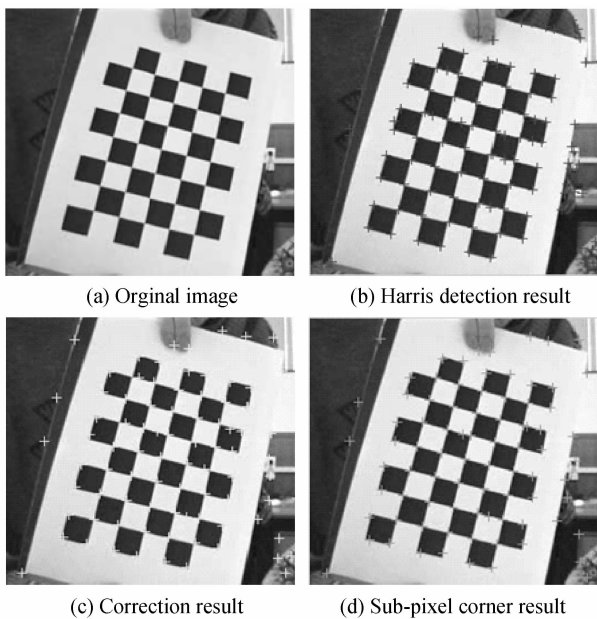 (a) Orginal image
(b) Harris detection result
(c) Correction result
(d) Sub-pixel corner result